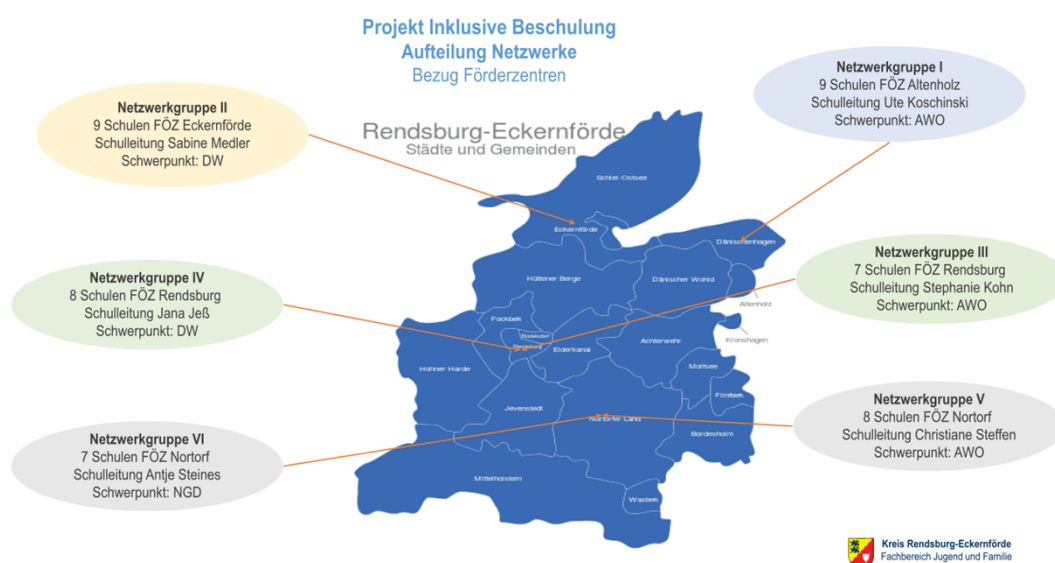 Projekt Inklusive Beschulung
Aufteilung Netzwerke
Bezug Förderzentren
Netzwerkgruppe I
9 Schulen FÖZ Altenholz
Schulleitung Ute Koschinski
Schwerpunkt: AWO
Netzwerkgruppe II
9 Schulen FÖZ Eckernförde
Schulleitung Sabine Medler
Schwerpunkt: DW
Rendsburg-Eckernförde
Städte und Gemeinden
Schlei-Ostsee
Eckernförde
Dänischenhagen
Netzwerkgruppe III
7 Schulen FÖZ Rendsburg
Schulleitung Stephanie Kohn
Schwerpunkt: AWO
Netzwerkgruppe IV
8 Schulen FÖZ Rendsburg
Schulleitung Jana Jeß
Schwerpunkt: DW
Hüttener Berge
Dänischer Wohld
Altenholz
Fockbek
Büdelsdorf
Rendsburg
Eiderkanal
Achterwehr
Kronshagen
Hohner Harde
Molfsee
Flintbek
Jevenstedt
Nortorfer Land
Bordesholm
Netzwerkgruppe V
8 Schulen FÖZ Nortorf
Schulleitung Christiane Steffen
Schwerpunkt: AWO
Netzwerkgruppe VI
7 Schulen FÖZ Nortorf
Schulleitung Antje Steines
Schwerpunkt: NGD
Mittelholstein
Wasbek
Kreis Rendsburg-Eckernförde
Fachbereich Jugend und Familie